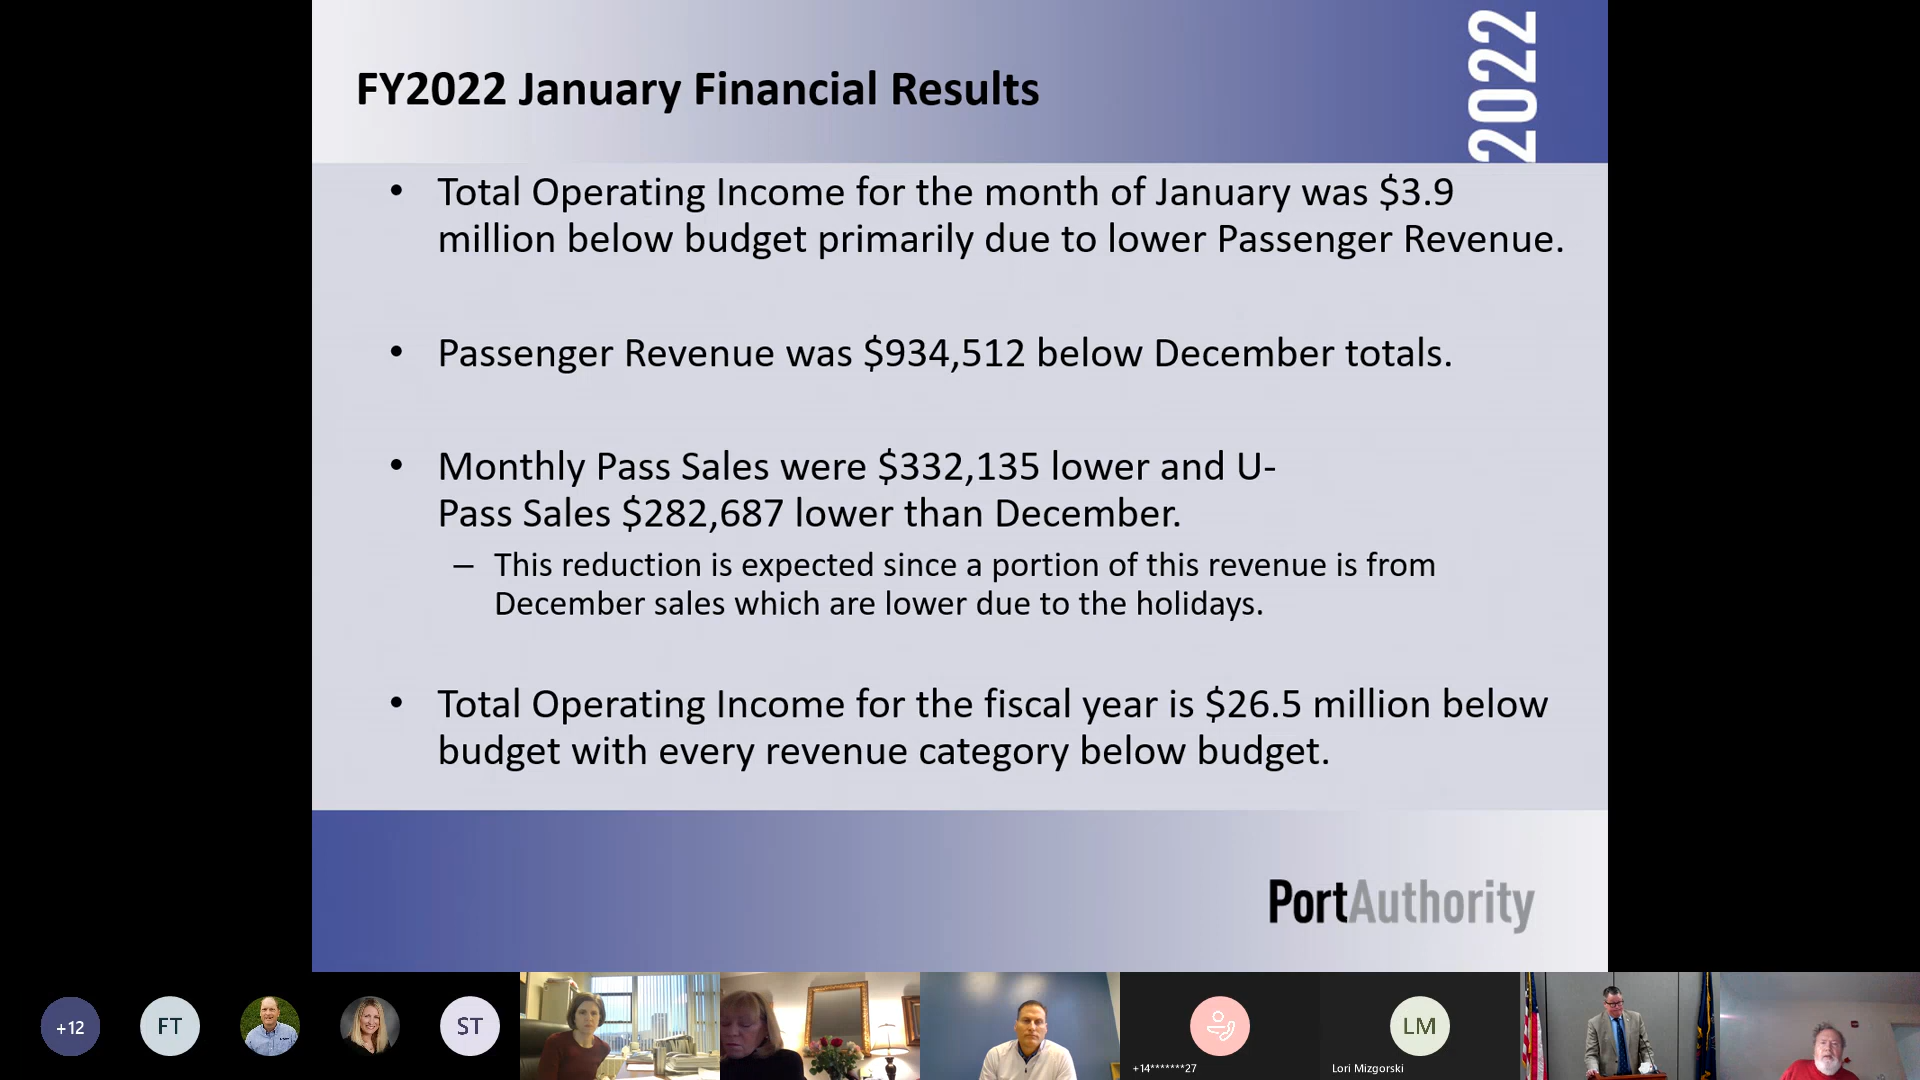 FY2022 January Financial Results
2022
• Total Operating Income for the month of January was $3.9
million below budget primarily due to lower Passenger Revenue.
• Passenger Revenue was $934,512 below December totals.
• Monthly Pass Sales were $332,135 lower and U-
Pass Sales $282,687 lower than December.
– This reduction is expected since a portion of this revenue is from
December sales which are lower due to the holidays.
• Total Operating Income for the fiscal year is $26.5 million below
budget with every revenue category below budget.
PortAuthority
+12
FT
ST
+14*******27
LM
Lori Mizgorski